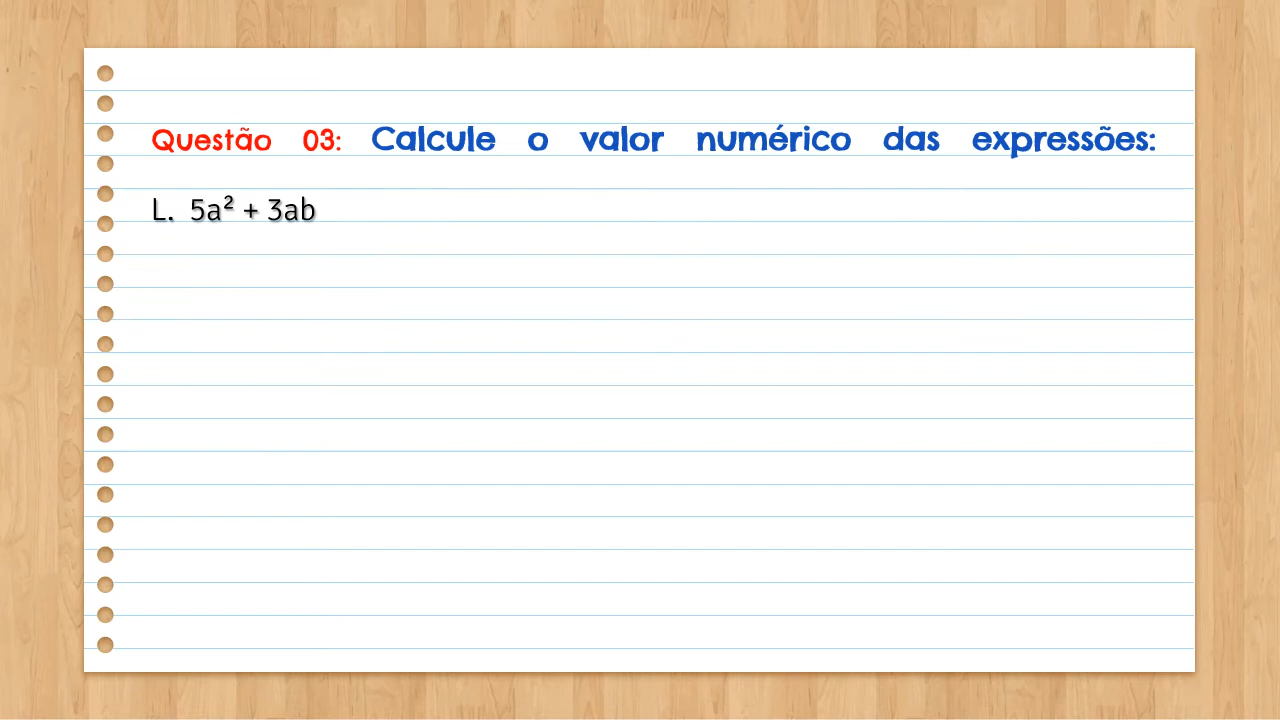 Questão 03: Calcule o valor numérico das expressões:
L. 5a² + 3ab